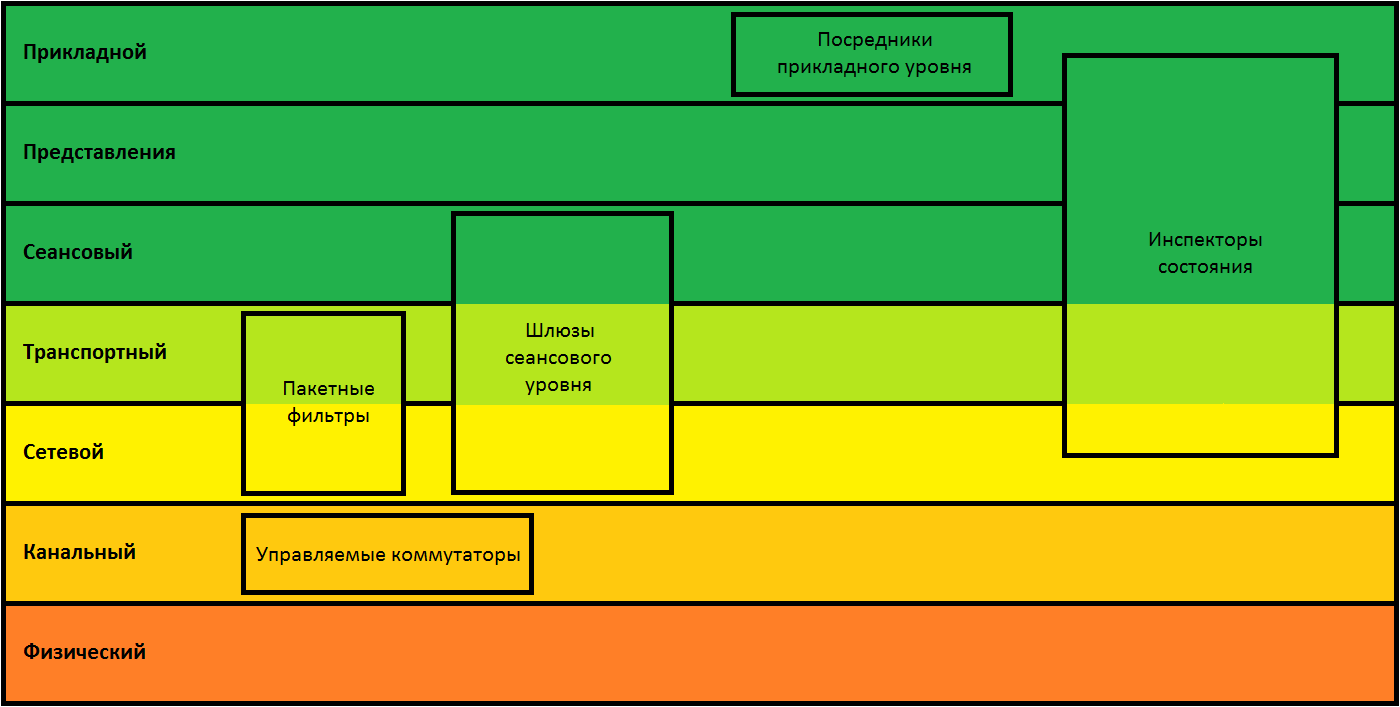 Прикладной
Посредники
прикладного уровня
Представления
Сеансовый
Инспекторы
состояния
Транспортный
Шлюзы
сеансового
уровня
Пакетные
фильтры
Сетевой
Канальный
Управляемые коммутаторы
Физический